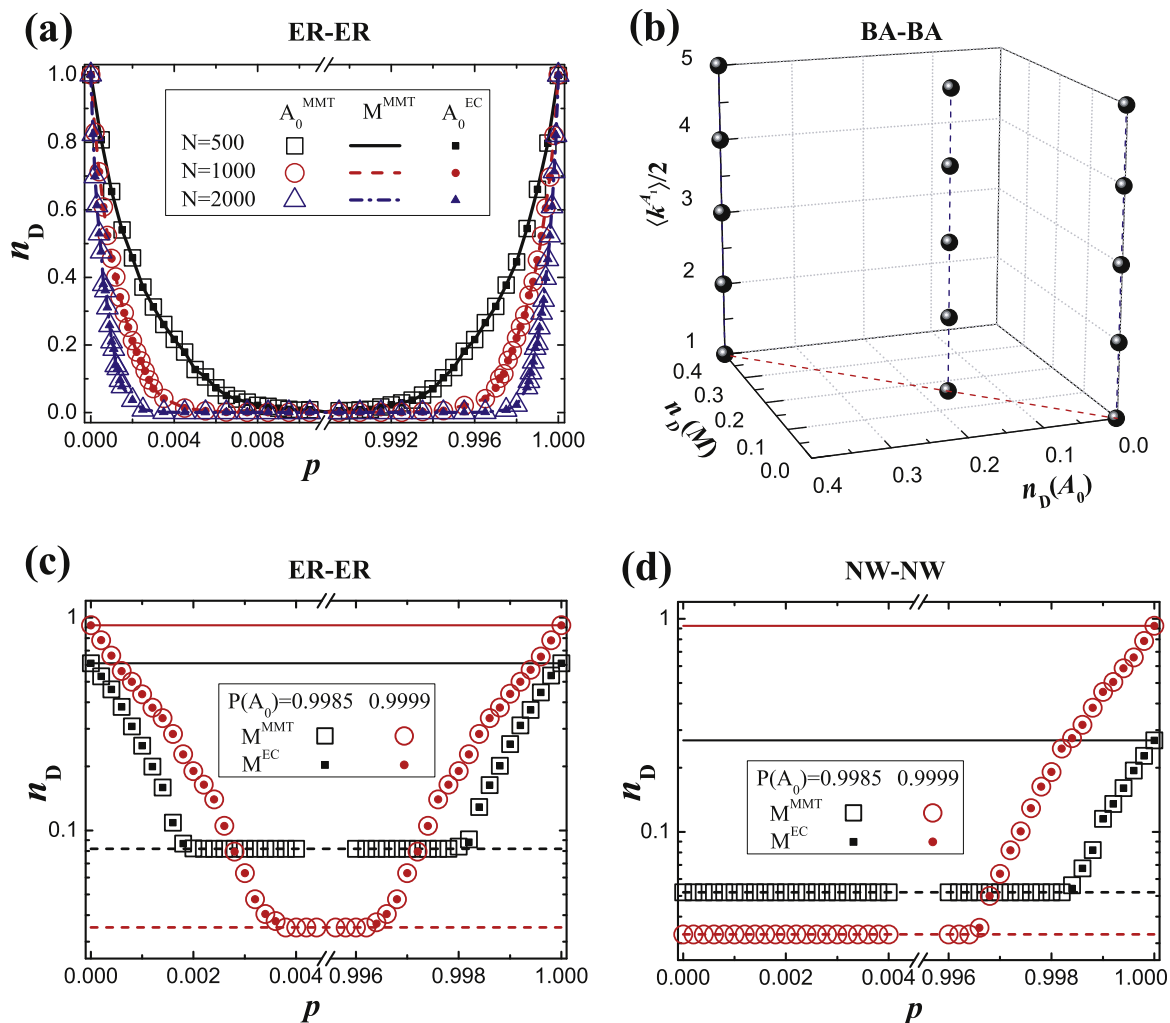 (a)
ER-ER
1.0
0.8
0.6
0.4
0.2
0.0
n_D
A_0^MMT M^MMT A_0^EC
N=500
N=1000
N=2000
0.000 0.004 0.008 0.992 0.996 1.000
p
(b)
BA-BA
5
4
3
2
1
⟨k^{A_1}⟩/2
0.4
0.3
0.2
0.1
0.0
n_D(M)
0.4 0.3 0.2 0.1 0.0
n_D(A_0)
(c)
ER-ER
1
0.1
n_D
P(A_0)=0.9985 0.9999
M^MMT
M^EC
0.000 0.002 0.004 0.996 0.998 1.000
p
(d)
NW-NW
1
0.1
n_D
P(A_0)=0.9985 0.9999
M^MMT
M^EC
0.000 0.002 0.004 0.996 0.998 1.000
p